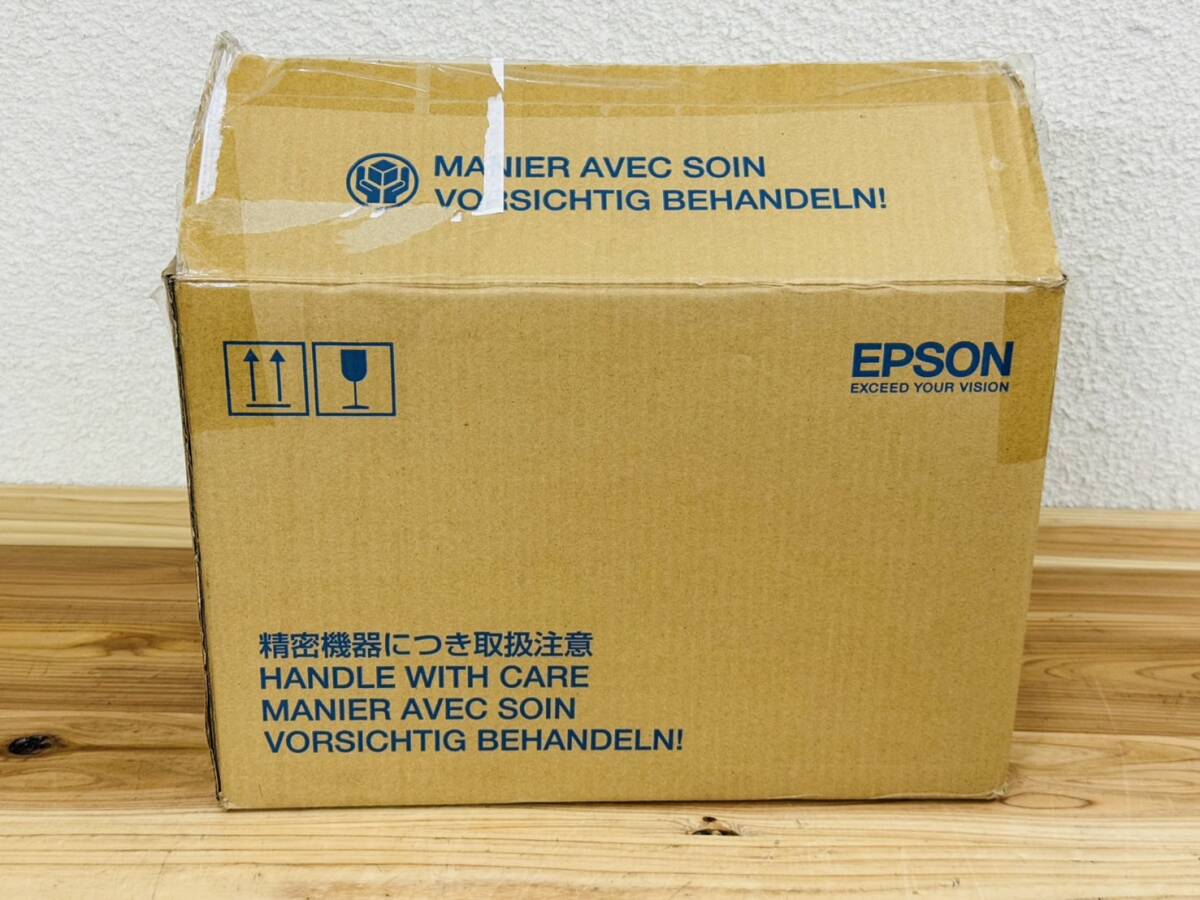 MANIER AVEC SOIN
VORSICHTIG BEHANDELN!
EPSON
EXCEED YOUR VISION
精密機器につき取扱注意
HANDLE WITH CARE
MANIER AVEC SOIN
VORSICHTIG BEHANDELN!